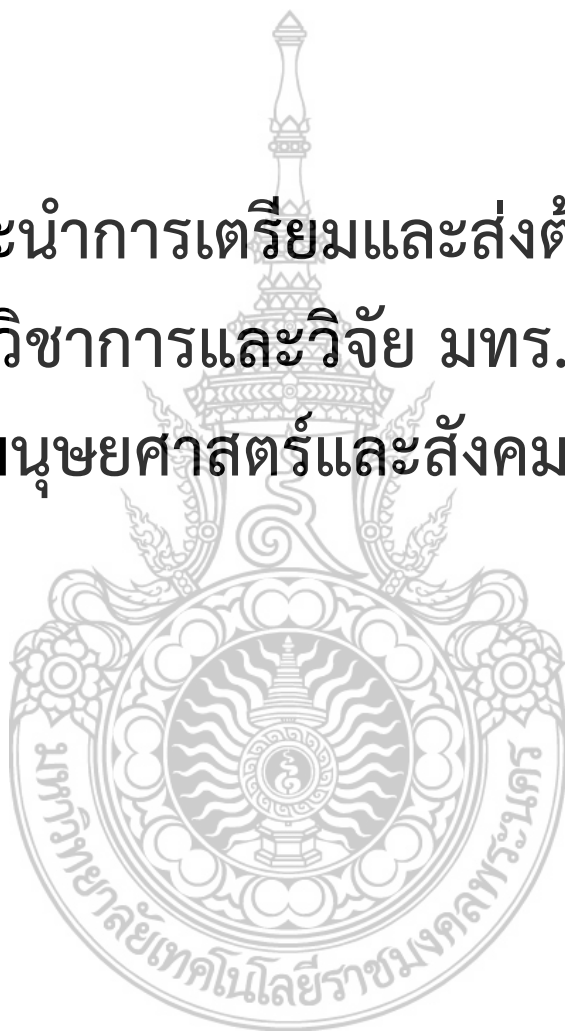 ะนำการเตรียมและส่งต้
วิชาการและวิจัย มทร.
มนุษยศาสตร์และสังคม
มหาวิทยาลัยเทคโนโลยีราชมงคลพระนคร